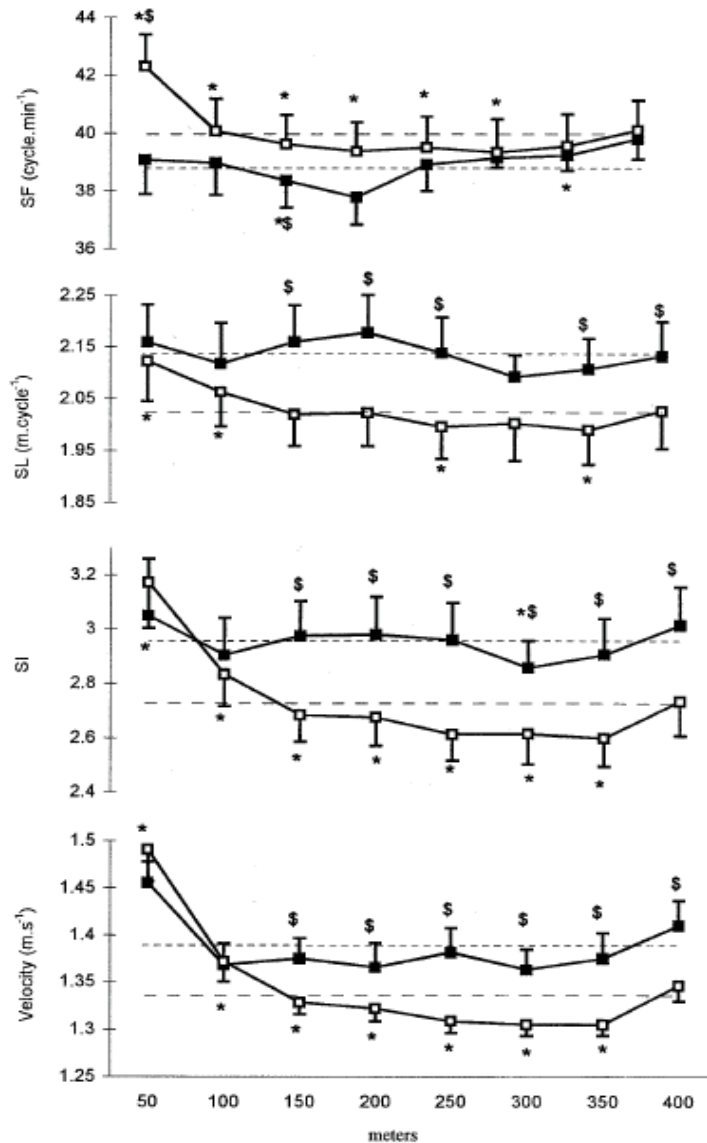 *$
44
42
* * * * *
40
38
*
*$
36
SF (cycle.min-1)
2.25
$ $ $ $ $
2.15
2.05
* *
1.95
* *
1.85
SL (m.cycle-1)
3.2
$ $ $ *$ $ $
3
*
2.8
*
2.6
* * * * *
2.4
SI
*
1.5
1.45
$ $ $ $ $ $
1.4
1.35
*
1.3
* * * * *
1.25
Velocity (m.s-1)
50 100 150 200 250 300 350 400
meters